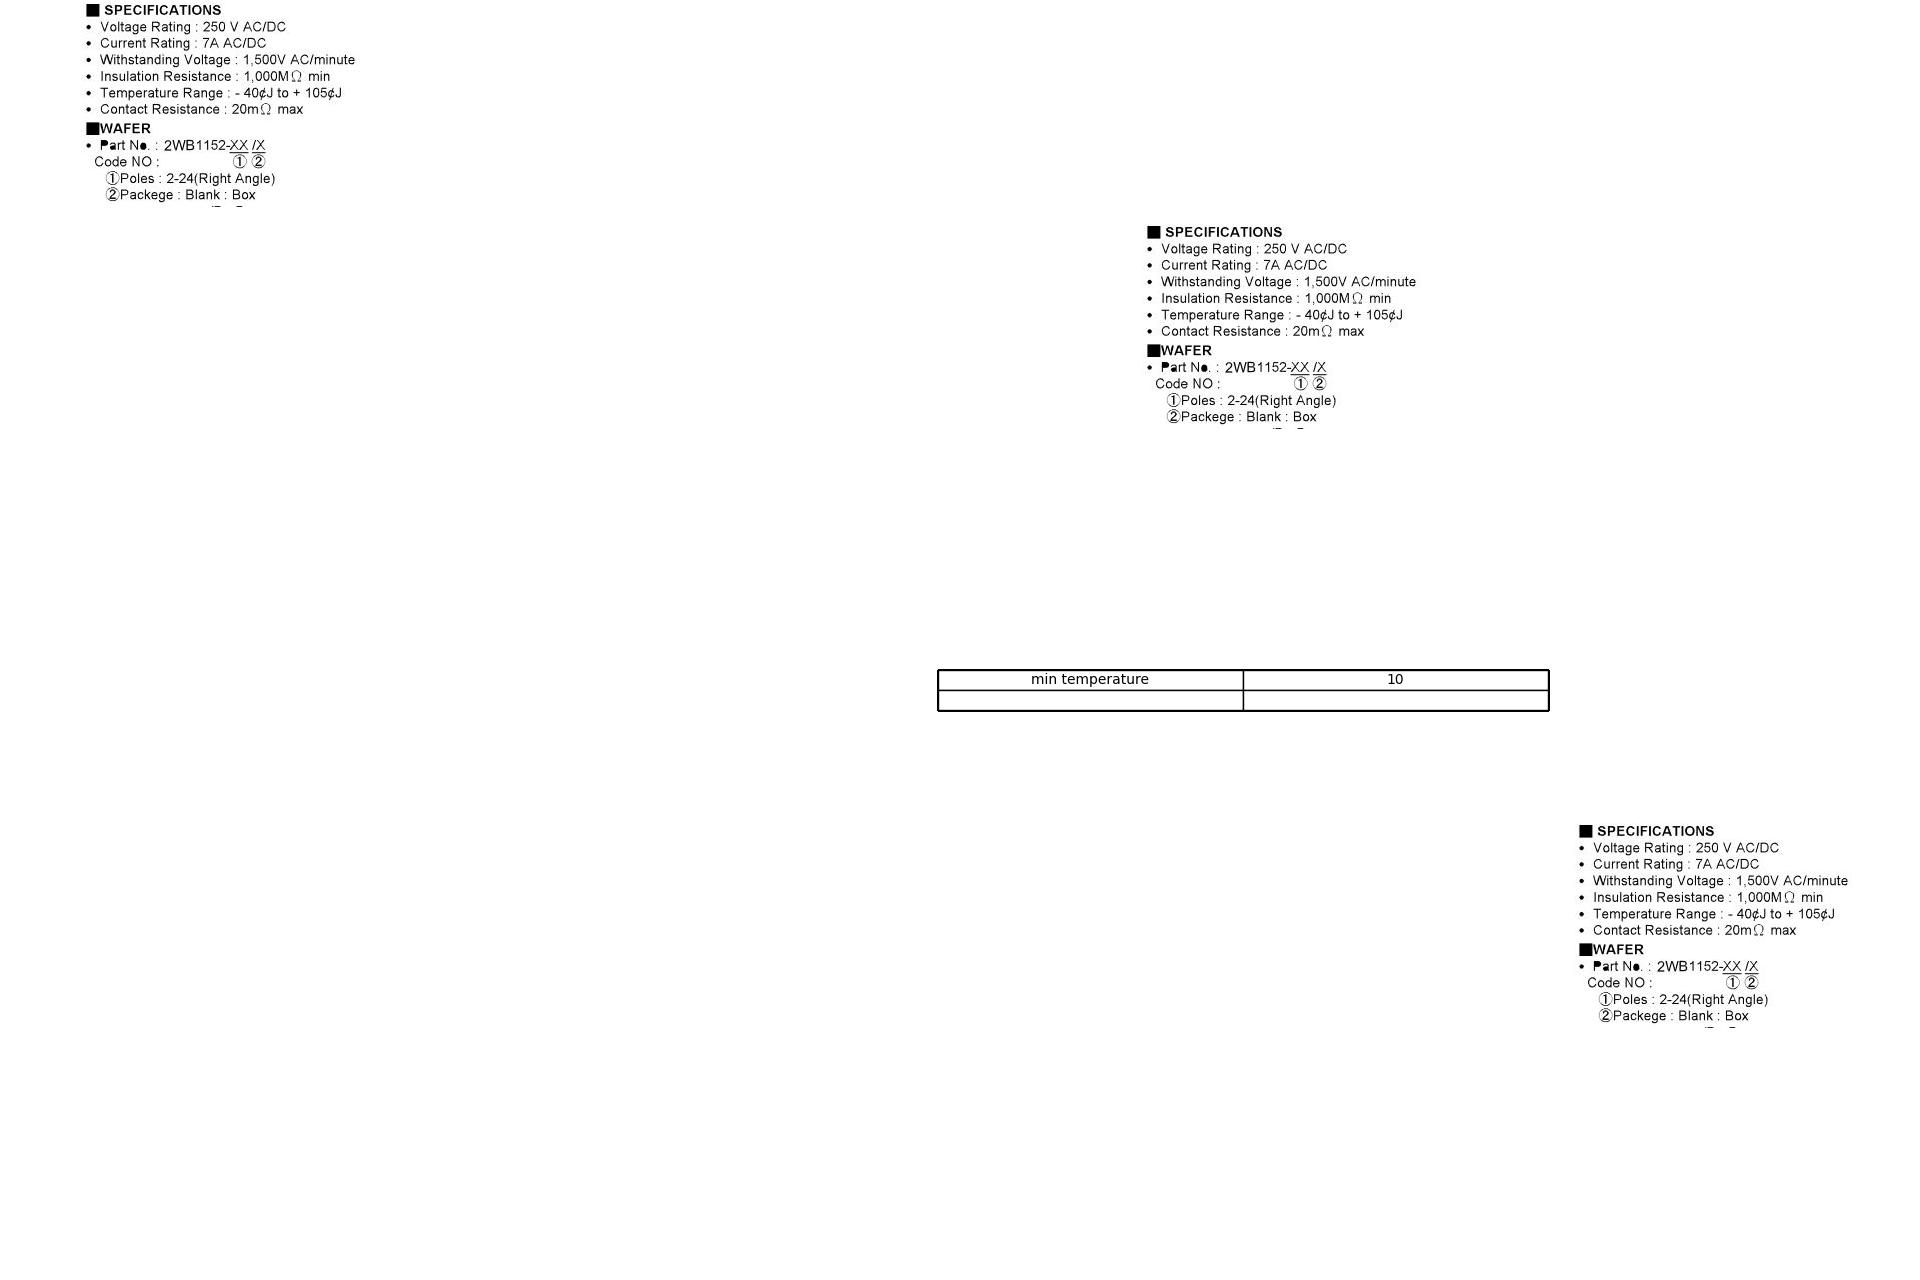 ■ SPECIFICATIONS
• Voltage Rating : 250 V AC/DC
• Current Rating : 7A AC/DC
• Withstanding Voltage : 1,500V AC/minute
• Insulation Resistance : 1,000MΩ min
• Temperature Range : - 40¢J to + 105¢J
• Contact Resistance : 20mΩ max
■WAFER
• Part No. : 2WB1152-XX /X
Code NO : ① ②
①Poles : 2-24(Right Angle)
②Packege : Blank : Box
■ SPECIFICATIONS
• Voltage Rating : 250 V AC/DC
• Current Rating : 7A AC/DC
• Withstanding Voltage : 1,500V AC/minute
• Insulation Resistance : 1,000MΩ min
• Temperature Range : - 40¢J to + 105¢J
• Contact Resistance : 20mΩ max
■WAFER
• Part No. : 2WB1152-XX /X
Code NO : ① ②
①Poles : 2-24(Right Angle)
②Packege : Blank : Box
min temperature 10
■ SPECIFICATIONS
• Voltage Rating : 250 V AC/DC
• Current Rating : 7A AC/DC
• Withstanding Voltage : 1,500V AC/minute
• Insulation Resistance : 1,000MΩ min
• Temperature Range : - 40¢J to + 105¢J
• Contact Resistance : 20mΩ max
■WAFER
• Part No. : 2WB1152-XX /X
Code NO : ① ②
①Poles : 2-24(Right Angle)
②Packege : Blank : Box